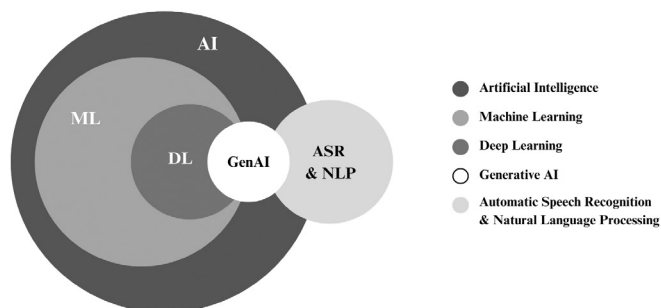 AI
ML
DL
GenAI
ASR
& NLP
Artificial Intelligence
Machine Learning
Deep Learning
Generative AI
Automatic Speech Recognition
& Natural Language Processing